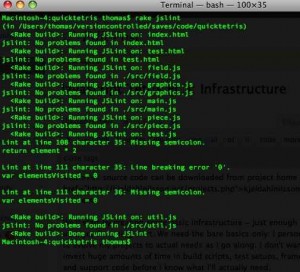 Terminal — bash — 100×35
Macintosh-4:quicktetris thomas$ rake jslint
(in /Users/thomas/versioncontrolled/saves/code/quicktetris)
<Rake build>: Running JSLint on: index.html
jslint: No problems found in index.html
<Rake build>: Running JSLint on: test.html
jslint: No problems found in test.html
<Rake build>: Running JSLint on: field.js
jslint: No problems found in ./src/field.js
<Rake build>: Running JSLint on: graphics.js
jslint: No problems found in ./src/graphics.js
<Rake build>: Running JSLint on: main.js
jslint: No problems found in ./src/main.js
<Rake build>: Running JSLint on: piece.js
jslint: No problems found in ./src/piece.js
<Rake build>: Running JSLint on: test.js
Lint at line 108 character 35: Missing semicolon.
return element * 2
Lint at line 111 character 35: Line breaking error '0'.
var elementsVisited = 0
Lint at line 111 character 36: Missing semicolon.
var elementsVisited = 0
<Rake build>: Running JSLint on: util.js
jslint: No problems found in ./src/util.js
<Rake build>: Done running JSLint
Macintosh-4:quicktetris thomas$
Infrastructure